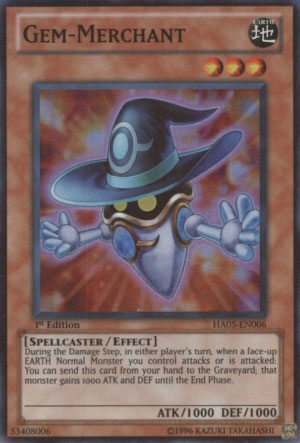 GEM-MERCHANT
EARTH
地
1st Edition
HA05-EN006
[SPELLCASTER / EFFECT]
During the Damage Step, in either player's turn, when a face-up
EARTH Normal Monster you control attacks or is attacked:
You can send this card from your hand to the Graveyard; that
monster gains 1000 ATK and DEF until the End Phase.
ATK/1000 DEF/1000
53408006
©1996 KAZUKI TAKAHASHI